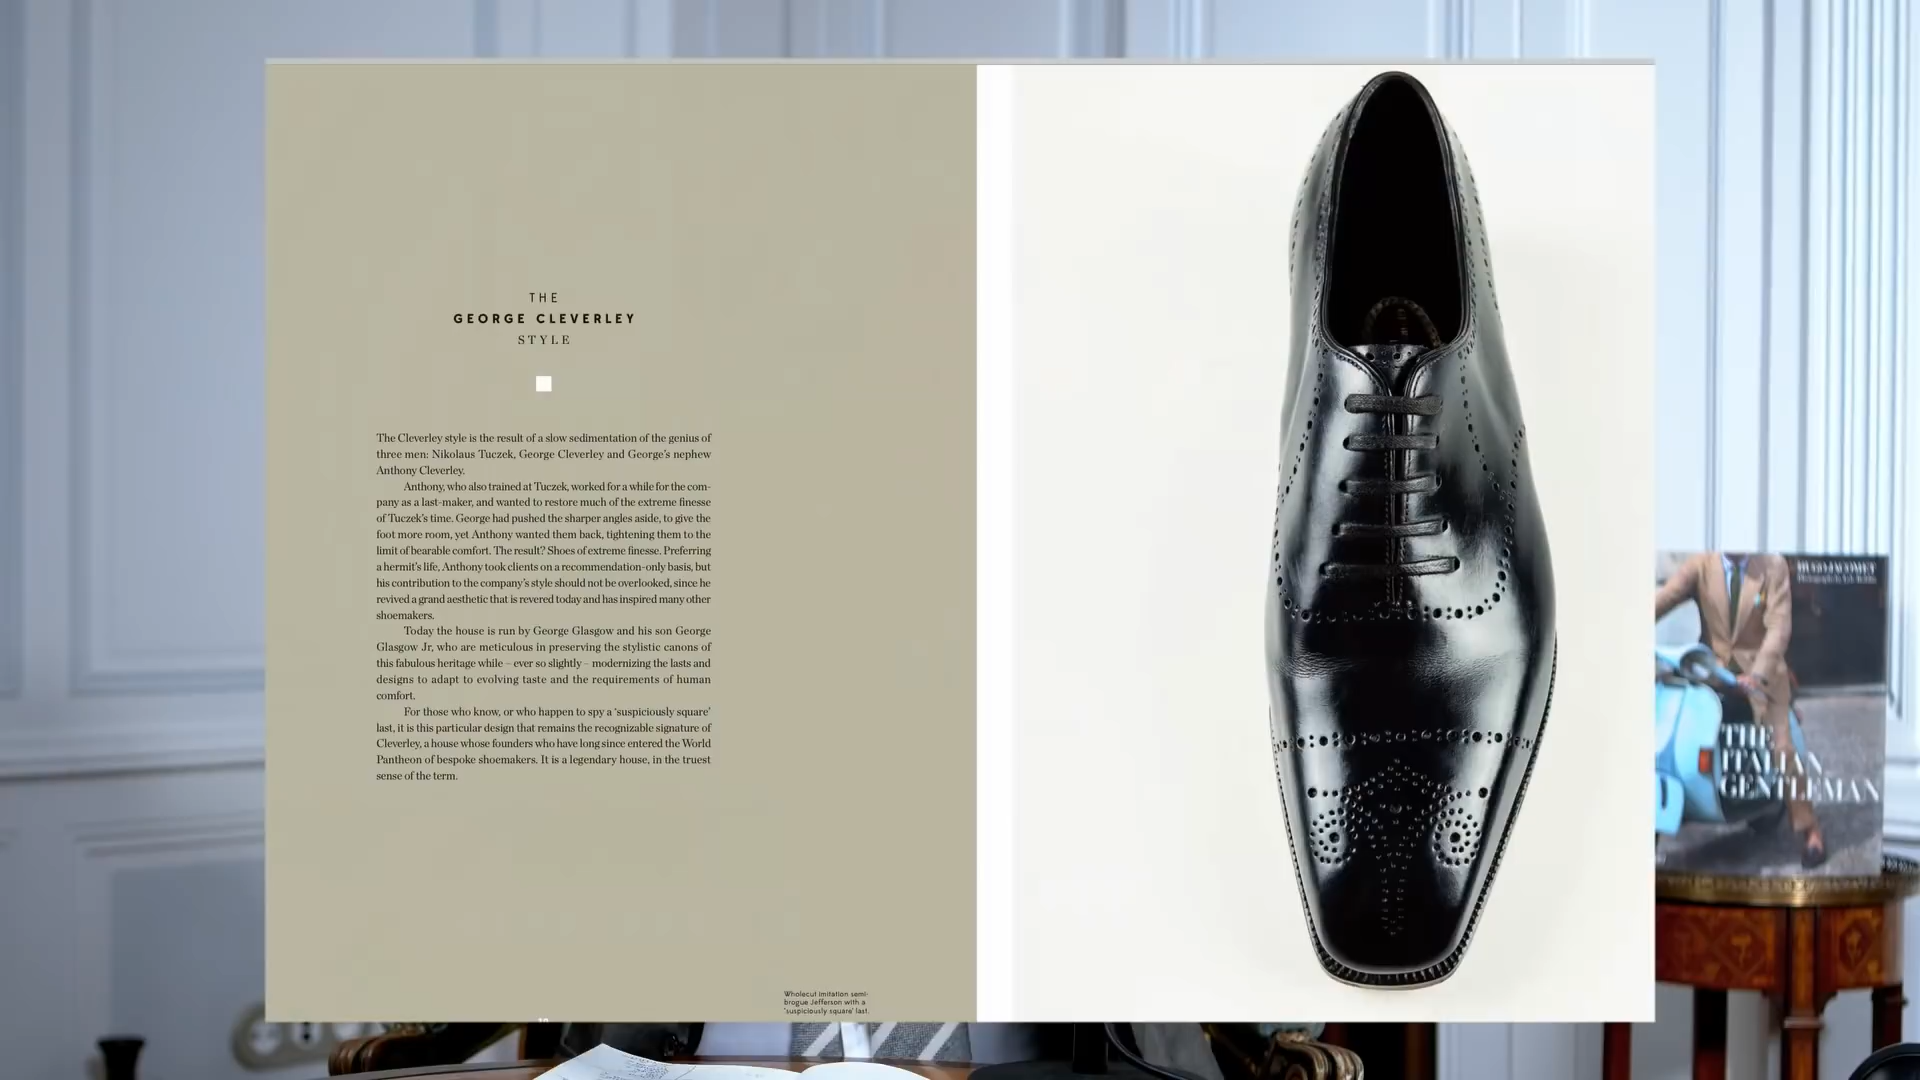 THE
GEORGE CLEVERLEY
STYLE
The Cleverley style is the result of a slow sedimentation of the genius of
three men: Nikolaus Tuczek, George Cleverley and George's nephew
Anthony Cleverley.
Anthony, who also trained at Tuczek, worked for a while for the com-
pany as a last-maker, and wanted to restore much of the extreme finesse
of Tuczek's time. George had pushed the sharper angles aside, to give the
foot more room, yet Anthony wanted them back, tightening them to the
limit of bearable comfort. The result? Shoes of extreme finesse. Preferring
a hermit's life, Anthony took clients on a recommendation-only basis, but
his contribution to the company's style should not be overlooked, since he
revived a grand aesthetic that is revered today and has inspired many other
shoemakers.
Today the house is run by George Glasgow and his son George
Glasgow Jr, who are meticulous in preserving the stylistic canons of
this fabulous heritage while – ever so slightly – modernizing the lasts and
designs to adapt to evolving taste and the requirements of human
comfort.
For those who know, or who happen to spy a 'suspiciously square'
last, it is this particular design that remains the recognizable signature of
Cleverley, a house whose founders who have long since entered the World
Pantheon of bespoke shoemakers. It is a legendary house, in the truest
sense of the term.
Wholecut imitation semi-
brogue Jefferson with a
'suspiciously square' last.
HUGO JACOMET
THE
ITALIAN
GENTLEMAN